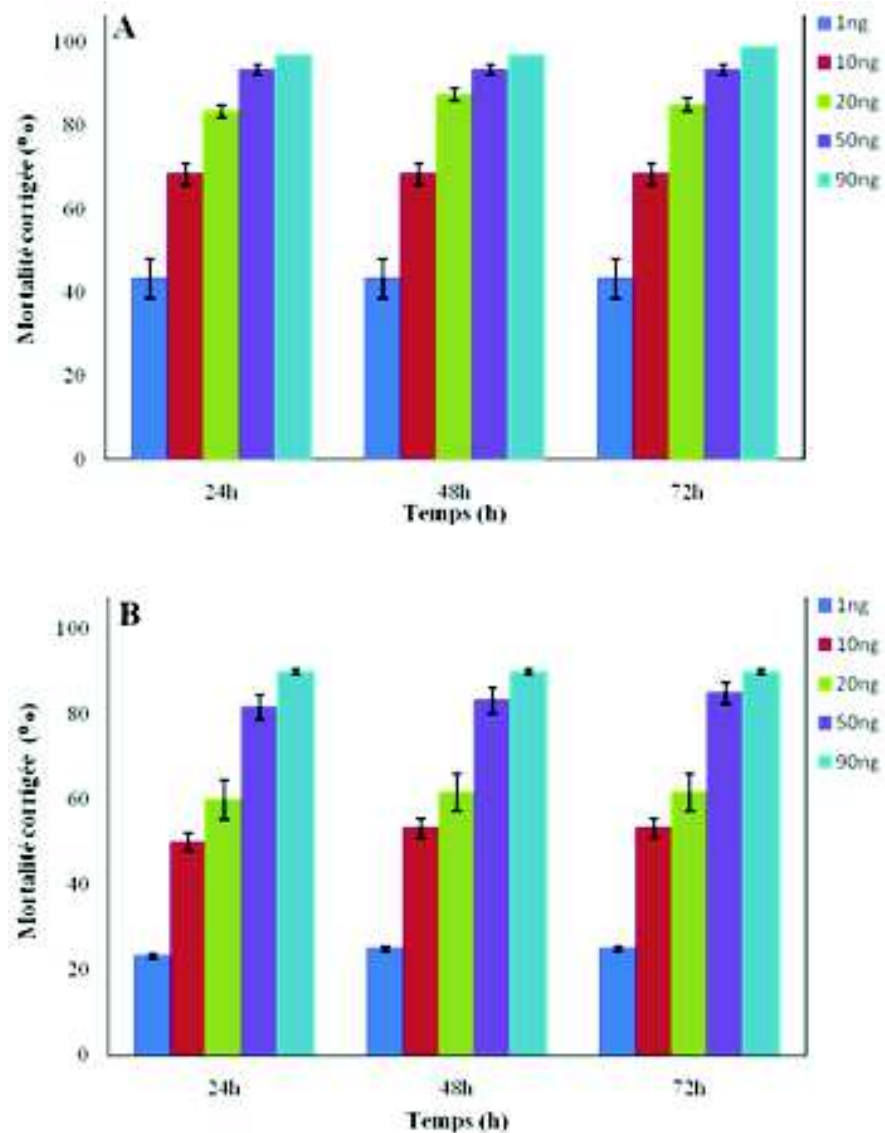 A
Mortalité corrigée (%)
100
80
60
40
20
0
24h
48h
72h
Temps (h)
1ng
10ng
20ng
50ng
90ng
B
Mortalité corrigée (%)
100
80
60
40
20
0
24h
48h
72h
Temps (h)
1ng
10ng
20ng
50ng
90ng